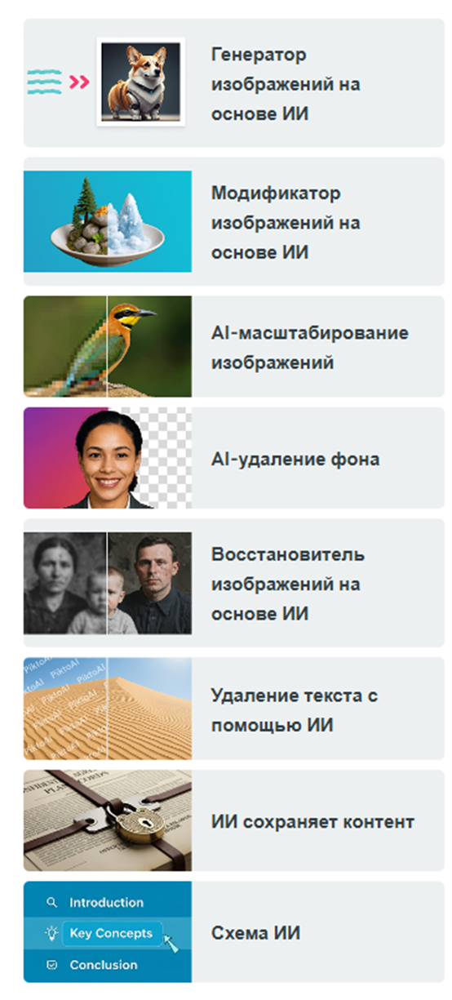 Генератор
изображений на
основе ИИ
Модификатор
изображений на
основе ИИ
AI-масштабирование
изображений
AI-удаление фона
Восстановитель
изображений на
основе ИИ
PiktoAI PiktoAI
PiktoAI PiktoAI
PiktoAI PiktoAI
PiktoAI
Удаление текста с
помощью ИИ
ИИ сохраняет контент
Introduction
Key Concepts
Conclusion
Схема ИИ